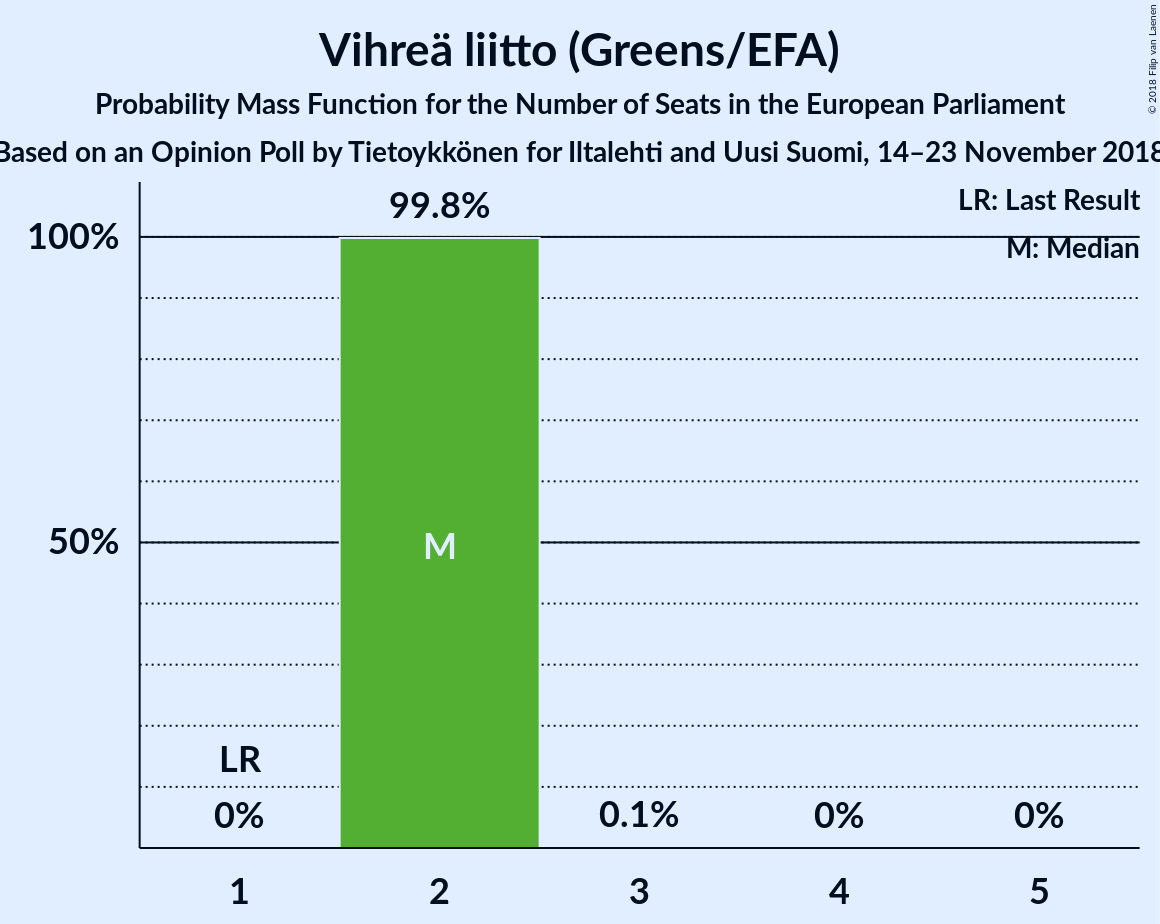 Vihreä liitto (Greens/EFA)
Probability Mass Function for the Number of Seats in the European Parliament
Based on an Opinion Poll by Tietoykkönen for Iltalehti and Uusi Suomi, 14–23 November 2018
© 2018 Filip van Laenen
LR: Last Result
M: Median
99.8%
100%
50%
M
LR
0%
0.1%
0%
0%
1
2
3
4
5